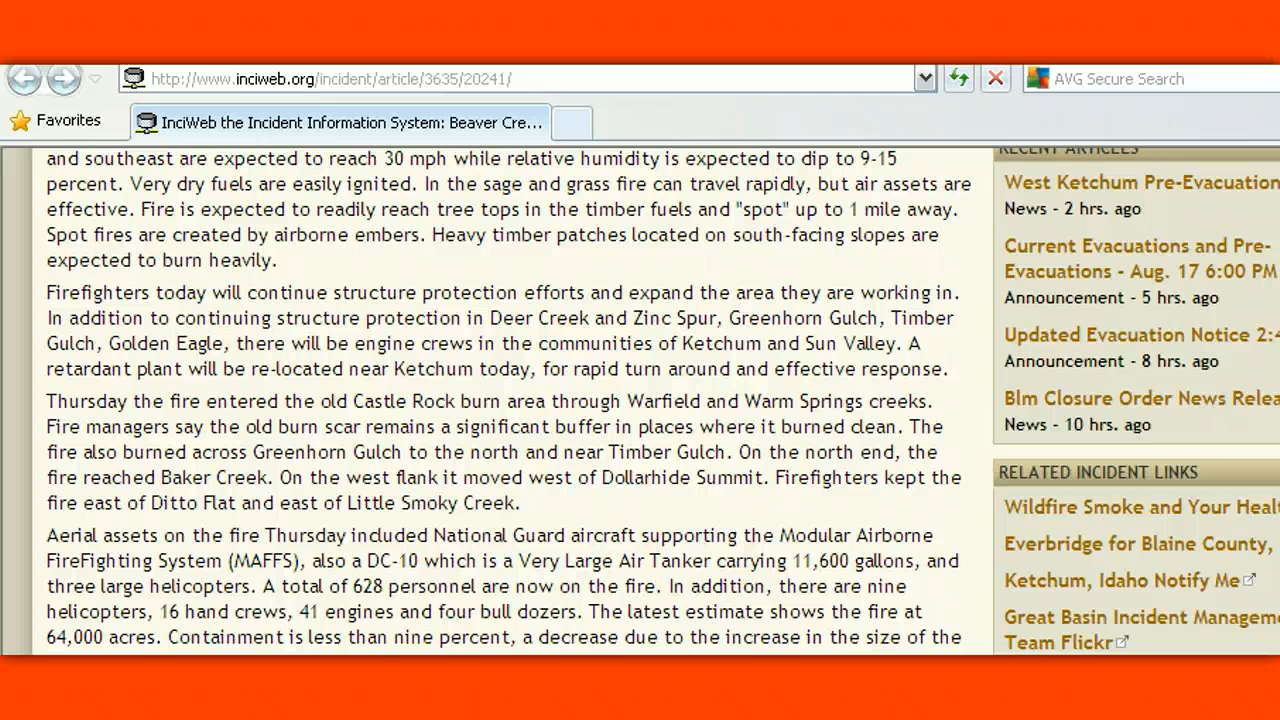 http://www.inciweb.org/incident/article/3635/20241/
AVG Secure Search
Favorites
InciWeb the Incident Information System: Beaver Cre...
and southeast are expected to reach 30 mph while relative humidity is expected to dip to 9-15
percent. Very dry fuels are easily ignited. In the sage and grass fire can travel rapidly, but air assets are
effective. Fire is expected to readily reach tree tops in the timber fuels and "spot" up to 1 mile away.
Spot fires are created by airborne embers. Heavy timber patches located on south-facing slopes are
expected to burn heavily.
Firefighters today will continue structure protection efforts and expand the area they are working in.
In addition to continuing structure protection in Deer Creek and Zinc Spur, Greenhorn Gulch, Timber
Gulch, Golden Eagle, there will be engine crews in the communities of Ketchum and Sun Valley. A
retardant plant will be re-located near Ketchum today, for rapid turn around and effective response.
Thursday the fire entered the old Castle Rock burn area through Warfield and Warm Springs creeks.
Fire managers say the old burn scar remains a significant buffer in places where it burned clean. The
fire also burned across Greenhorn Gulch to the north and near Timber Gulch. On the north end, the
fire reached Baker Creek. On the west flank it moved west of Dollarhide Summit. Firefighters kept the
fire east of Ditto Flat and east of Little Smoky Creek.
Aerial assets on the fire Thursday included National Guard aircraft supporting the Modular Airborne
FireFighting System (MAFFS), also a DC-10 which is a Very Large Air Tanker carrying 11,600 gallons, and
three large helicopters. A total of 628 personnel are now on the fire. In addition, there are nine
helicopters, 16 hand crews, 41 engines and four bull dozers. The latest estimate shows the fire at
64,000 acres. Containment is less than nine percent, a decrease due to the increase in the size of the
RECENT ARTICLES
West Ketchum Pre-Evacuation
News - 2 hrs. ago
Current Evacuations and Pre-
Evacuations - Aug. 17 6:00 PM
Announcement - 5 hrs. ago
Updated Evacuation Notice 2:4
Announcement - 8 hrs. ago
Blm Closure Order News Relea
News - 10 hrs. ago
RELATED INCIDENT LINKS
Wildfire Smoke and Your Healt
Everbridge for Blaine County,
Ketchum, Idaho Notify Me
Great Basin Incident Managem
Team Flickr